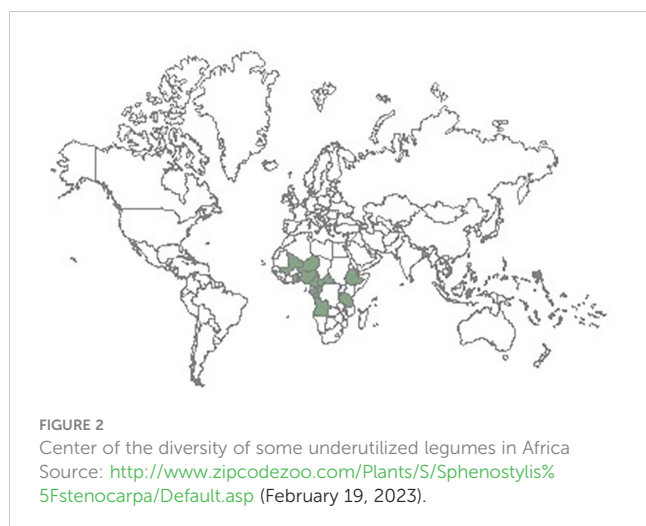 FIGURE 2
Center of the diversity of some underutilized legumes in Africa
Source: http://www.zipcodezoo.com/Plants/S/Sphenostylis%
5Fstenocarpa/Default.asp (February 19, 2023).